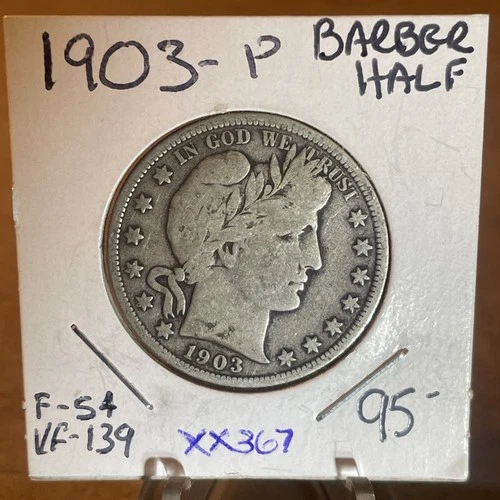 1903-P
BARBER
HALF
IN GOD WE TRUST
1903
F-54
VF-139
XX367
95-